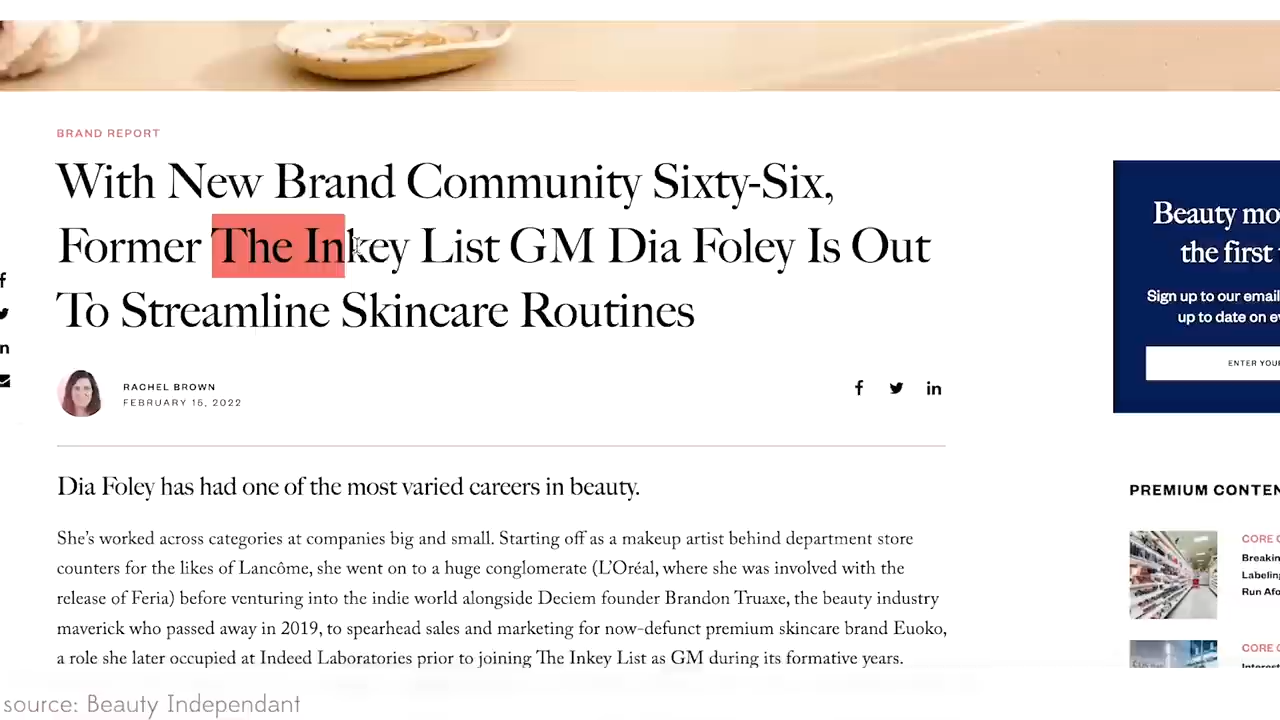 BRAND REPORT
With New Brand Community Sixty-Six,
Former The Inkey List GM Dia Foley Is Out
To Streamline Skincare Routines
RACHEL BROWN
FEBRUARY 15, 2022
Dia Foley has had one of the most varied careers in beauty.
She's worked across categories at companies big and small. Starting off as a makeup artist behind department store
counters for the likes of Lancôme, she went on to a huge conglomerate (L'Oréal, where she was involved with the
release of Feria) before venturing into the indie world alongside Deciem founder Brandon Truaxe, the beauty industry
maverick who passed away in 2019, to spearhead sales and marketing for now-defunct premium skincare brand Euoko,
a role she later occupied at Indeed Laboratories prior to joining The Inkey List as GM during its formative years.
Beauty mo
the first
Sign up to our email
up to date on
ENTER YOU
PREMIUM CONTEN
CORE
Breakin
Labeling
Run Afo
CORE
Interest
source: Beauty Independant